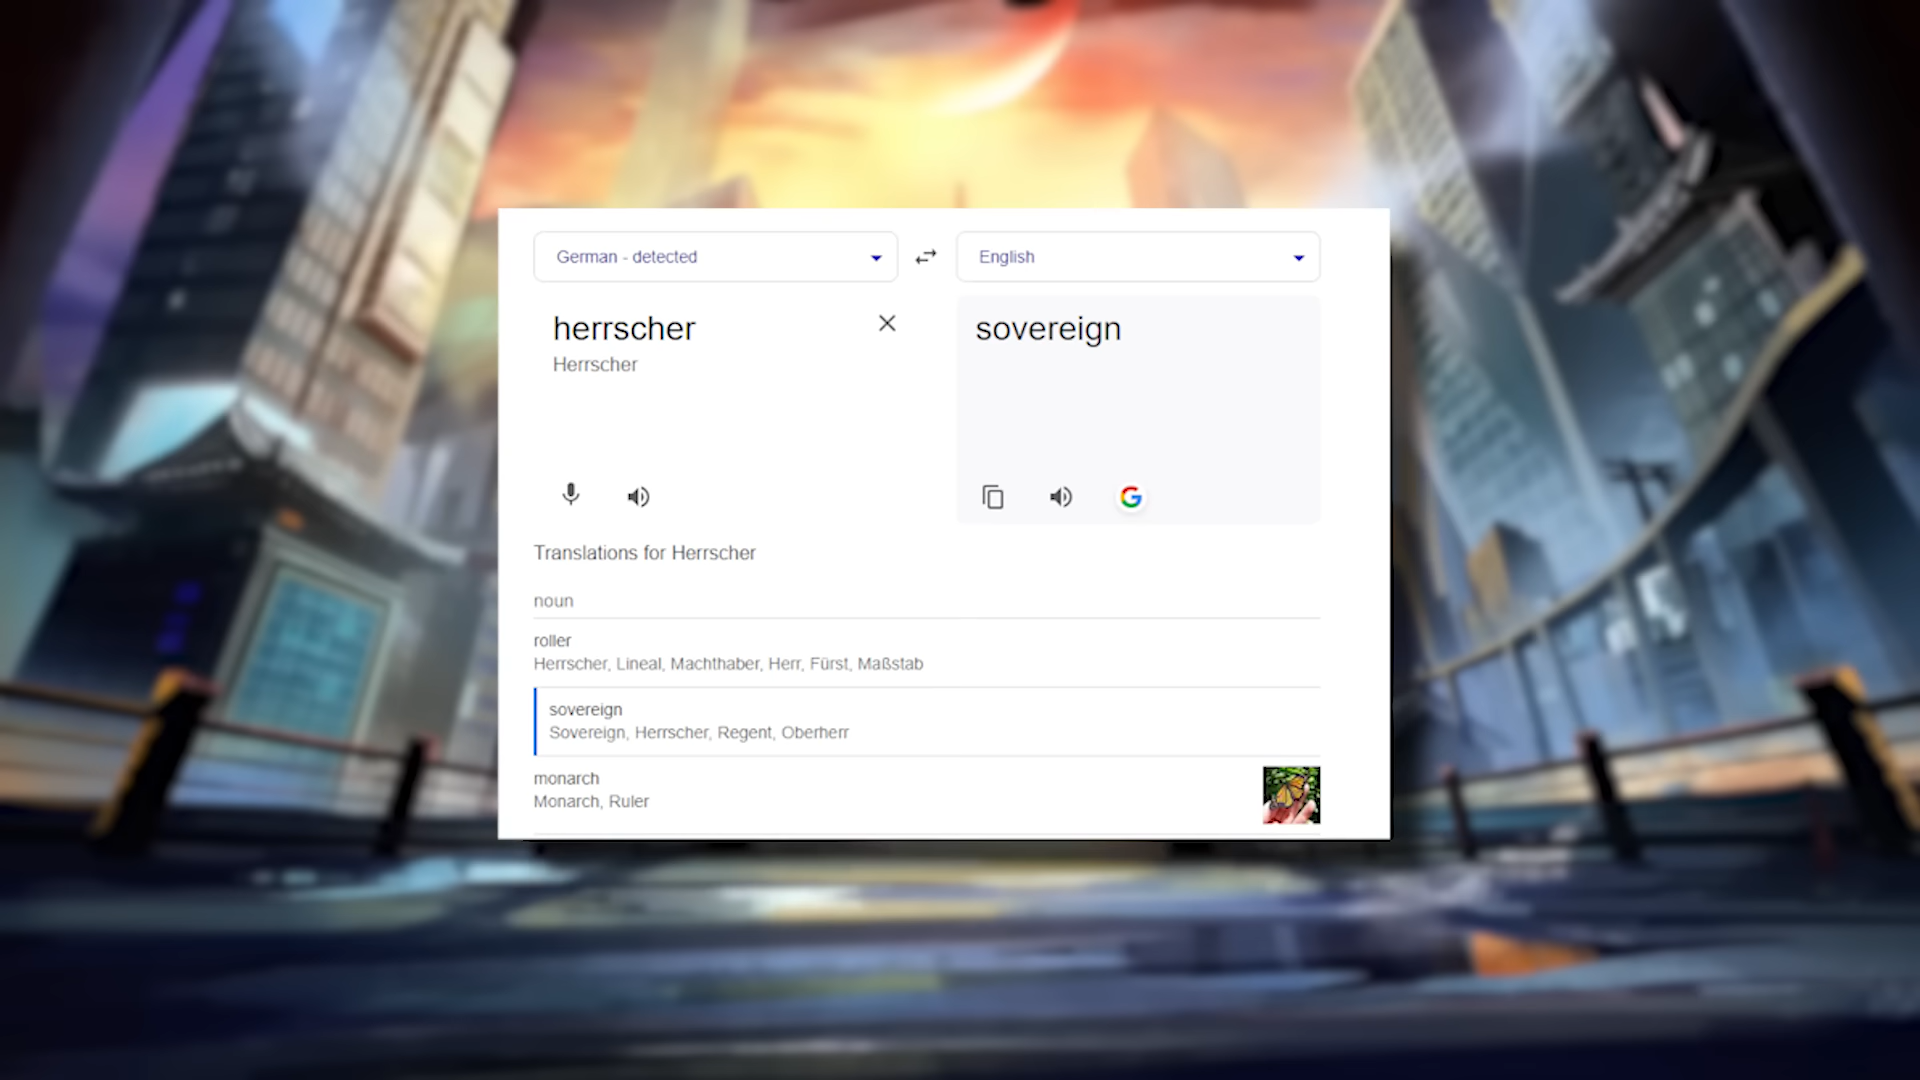 German - detected
English
herrscher
Herrscher
sovereign
Translations for Herrscher
noun
roller
Herrscher, Lineal, Machthaber, Herr, Fürst, Maßstab
sovereign
Sovereign, Herrscher, Regent, Oberherr
monarch
Monarch, Ruler